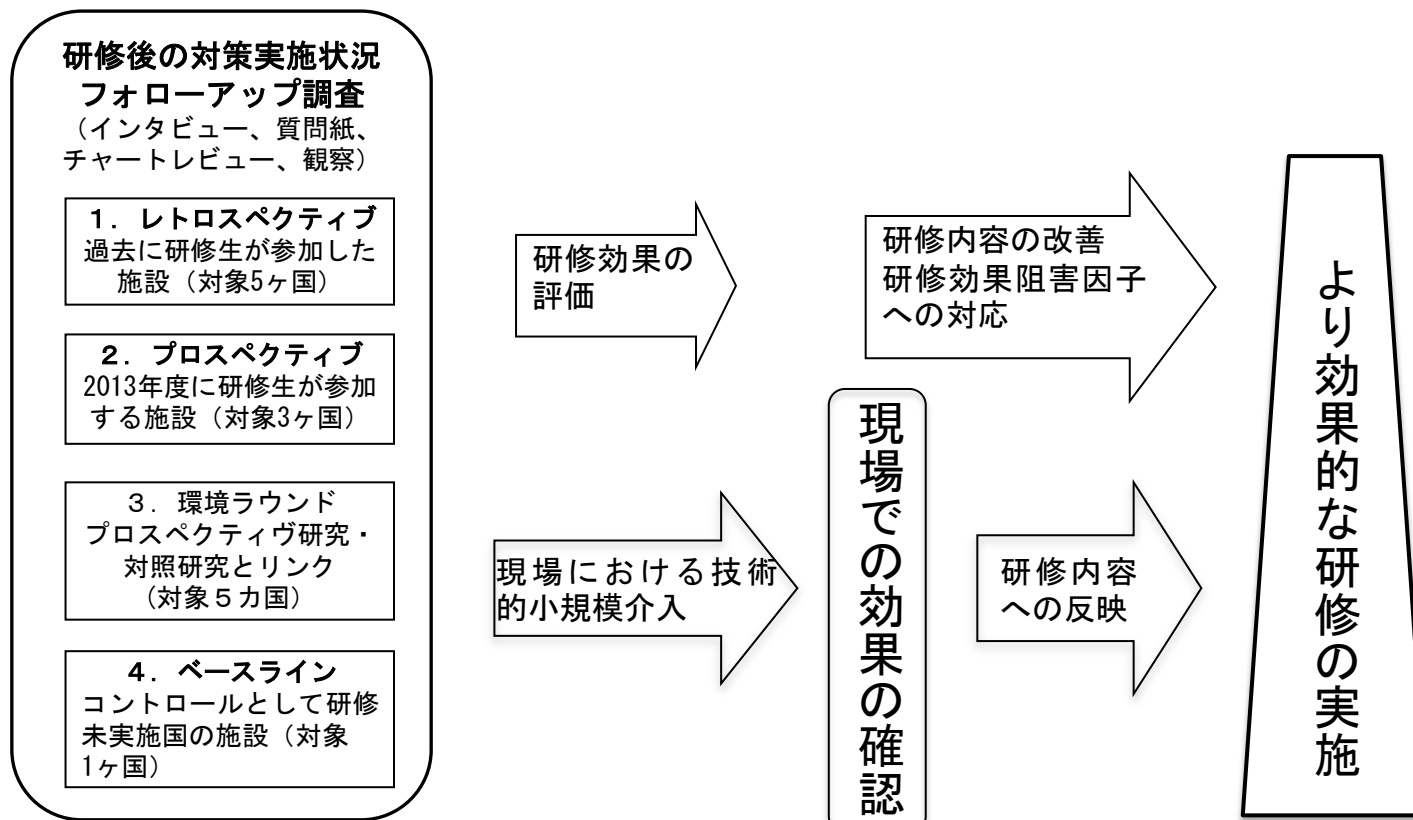 研修後の対策実施状況
フォローアップ調査
（インタビュー、質問紙、
チャートレビュー、観察）
１．レトロスペクティブ
過去に研修生が参加した
施設（対象5ヶ国）
２．プロスペクティブ
2013年度に研修生が参加
する施設（対象3ヶ国）
３．環境ラウンド
プロスペクティヴ研究・
対照研究とリンク
（対象５カ国）
４．ベースライン
コントロールとして研修
未実施国の施設（対象
1ヶ国）
研修効果の
評価
研修内容の改善
研修効果阻害因子
への対応
現場における技術
的小規模介入
現場での効果の確認
研修内容
への反映
より効果的な研修の実施